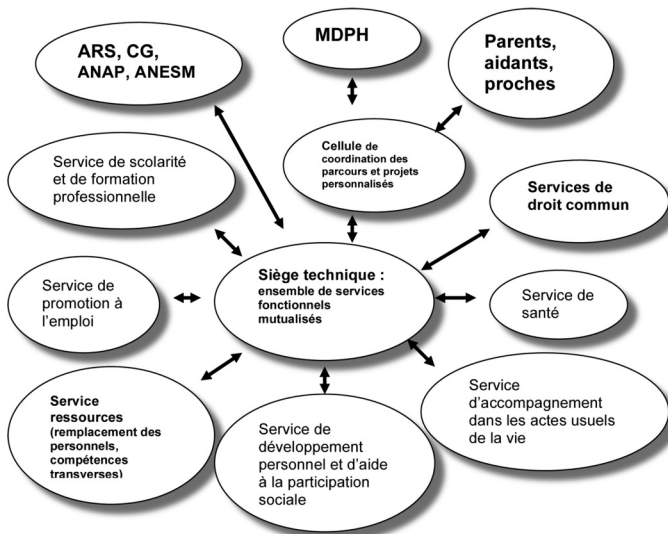 ARS, CG,
ANAP, ANESM
MDPH
Parents,
aidants,
proches
Service de scolarité
et de formation
professionnelle
Cellule de
coordination des
parcours et projets
personnalisés
Services de
droit commun
Service de
promotion à
l'emploi
Siège technique :
ensemble de services
fonctionnels
mutualisés
Service de
santé
Service
ressources
(remplacement des
personnels,
compétences
transverses)
Service de
développement
personnel et d'aide
à la participation
sociale
Service
d'accompagnement
dans les actes usuels
de la vie